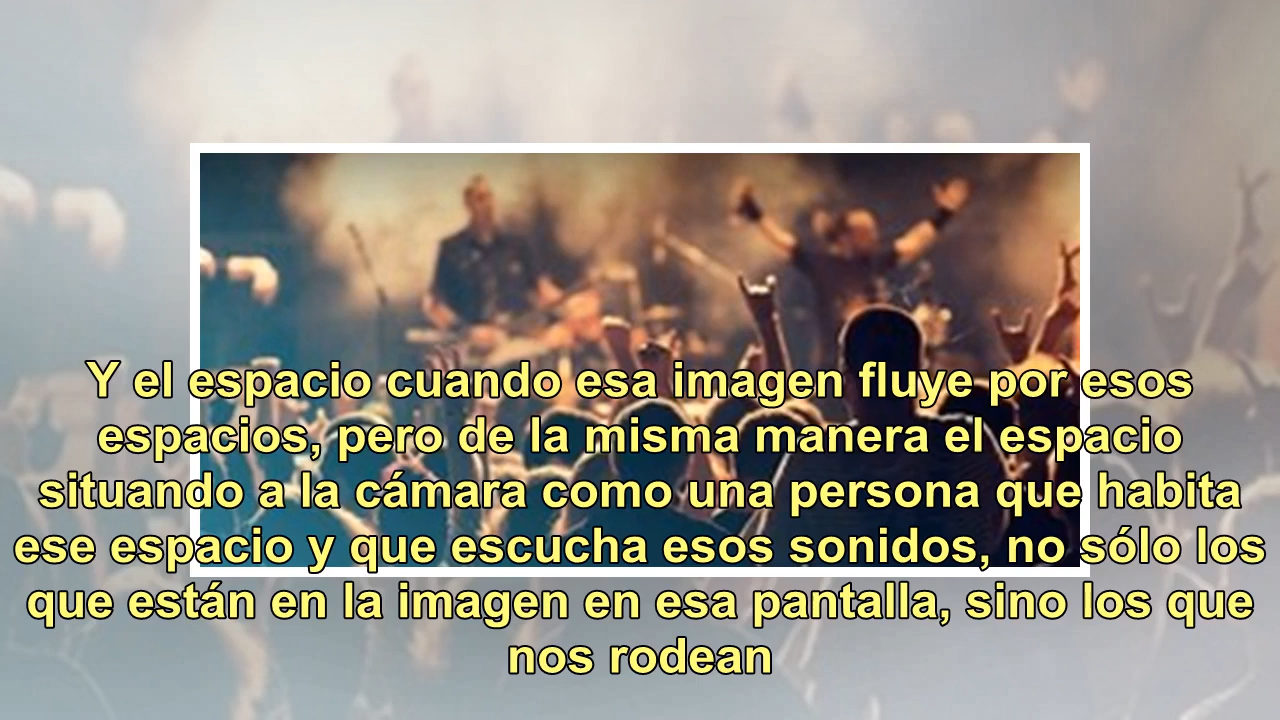 Y el espacio cuando esa imagen fluye por esos
espacios, pero de la misma manera el espacio
situando a la cámara como una persona que habita
ese espacio y que escucha esos sonidos, no sólo los
que están en la imagen en esa pantalla, sino los que
nos rodean